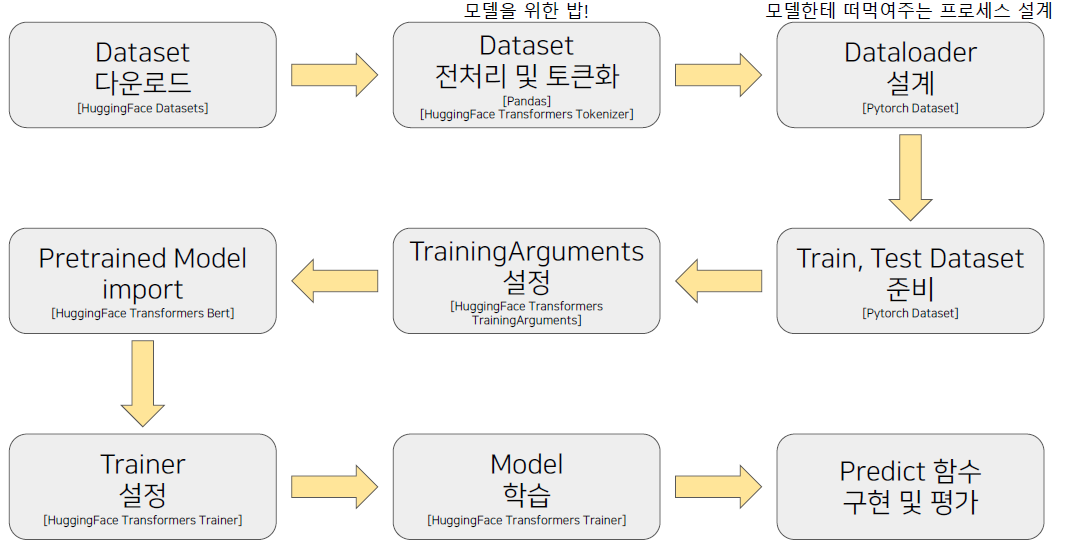 모델을 위한 밥!
모델한테 떠먹여주는 프로세스 설계
Dataset
다운로드
[HuggingFace Datasets]
Dataset
전처리 및 토큰화
[Pandas]
[HuggingFace Transformers Tokenizer]
Dataloader
설계
[Pytorch Dataset]
Train, Test Dataset
준비
[Pytorch Dataset]
TrainingArguments
설정
[HuggingFace Transformers
TrainingArguments]
Pretrained Model
import
[HuggingFace Transformers Bert]
Trainer
설정
[HuggingFace Transformers Trainer]
Model
학습
[HuggingFace Transformers Trainer]
Predict 함수
구현 및 평가